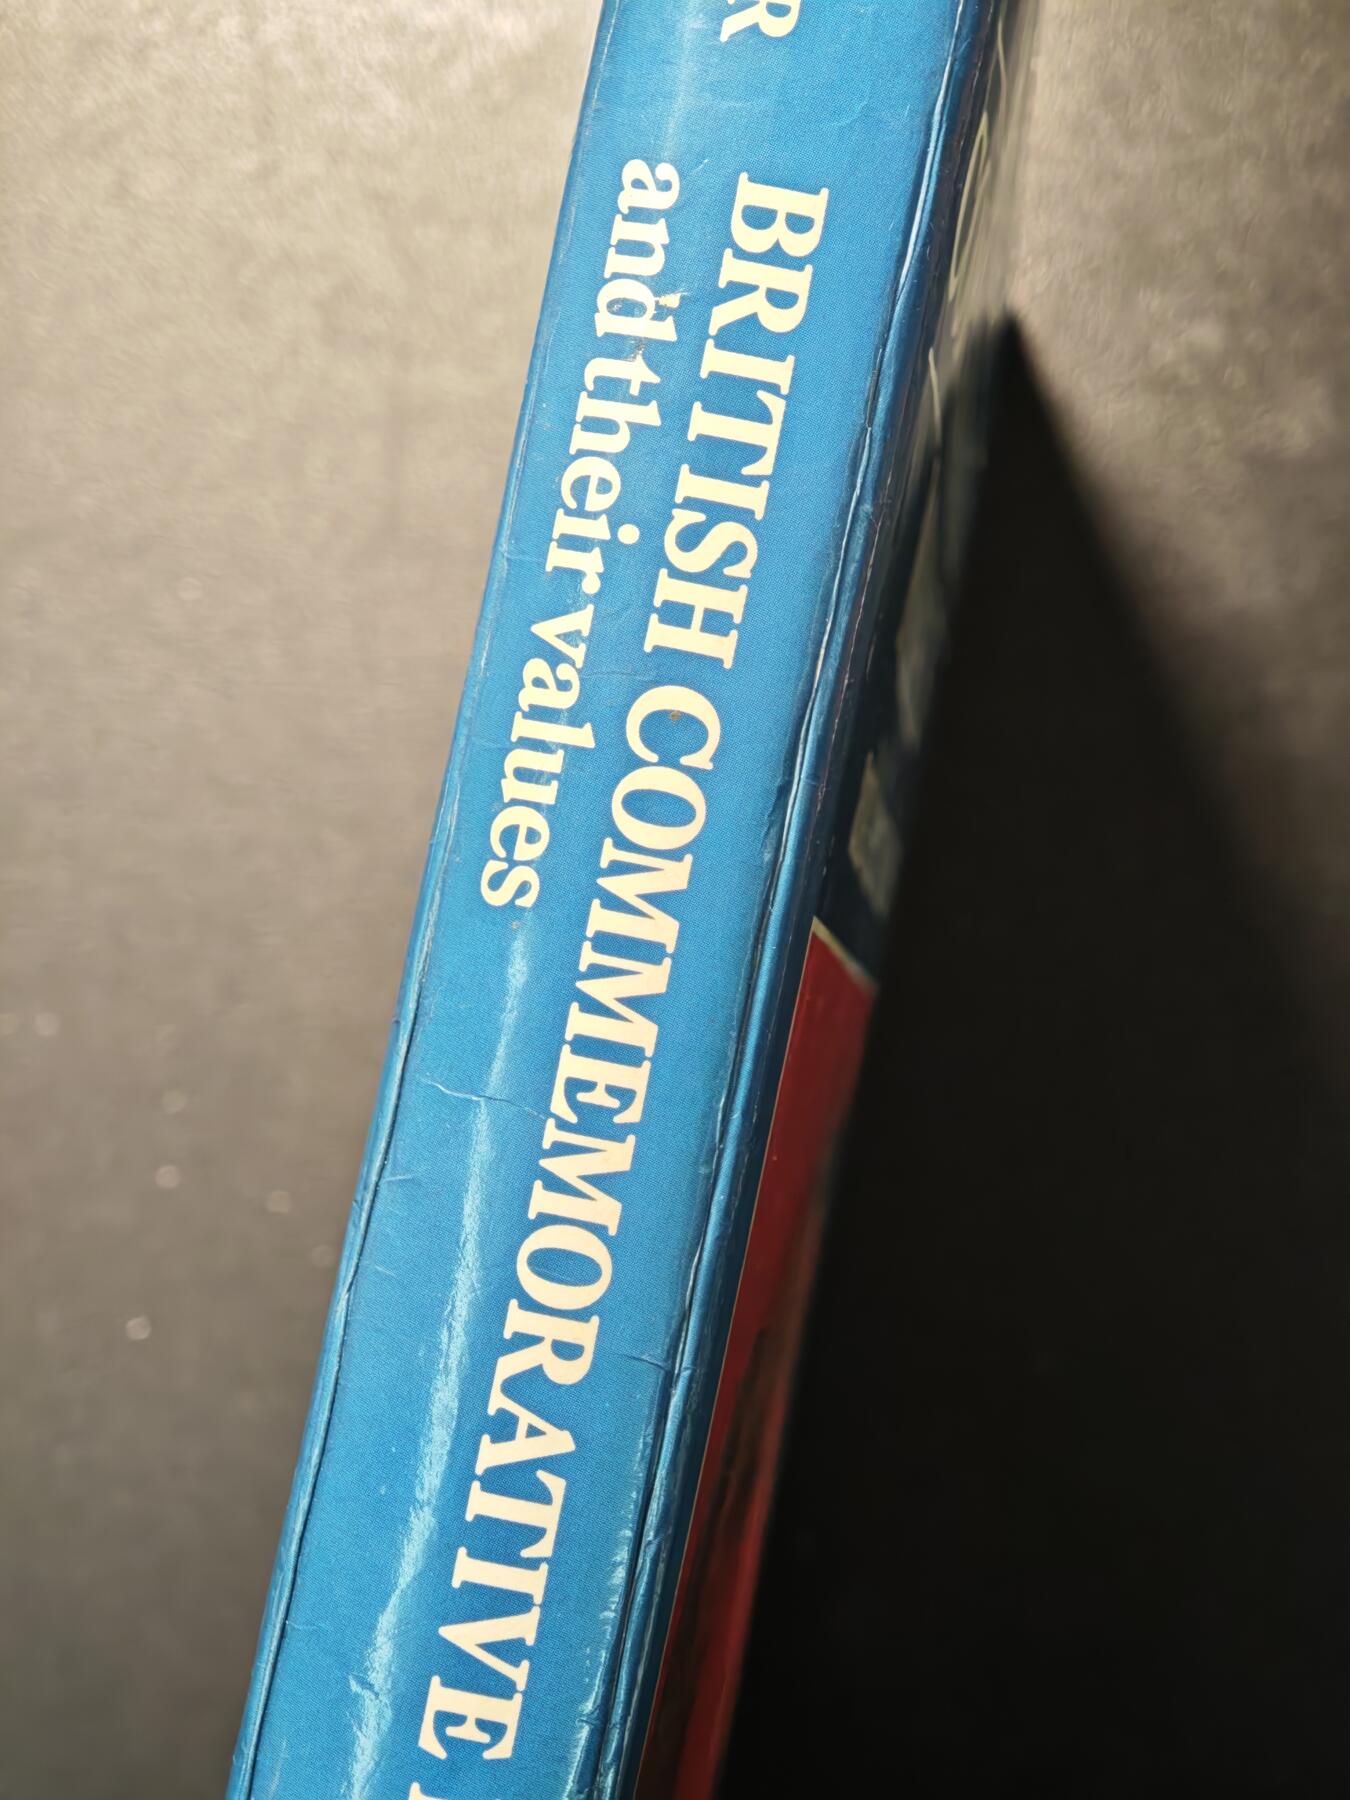 R
BRITISH COMMEMORATIVE
and their values